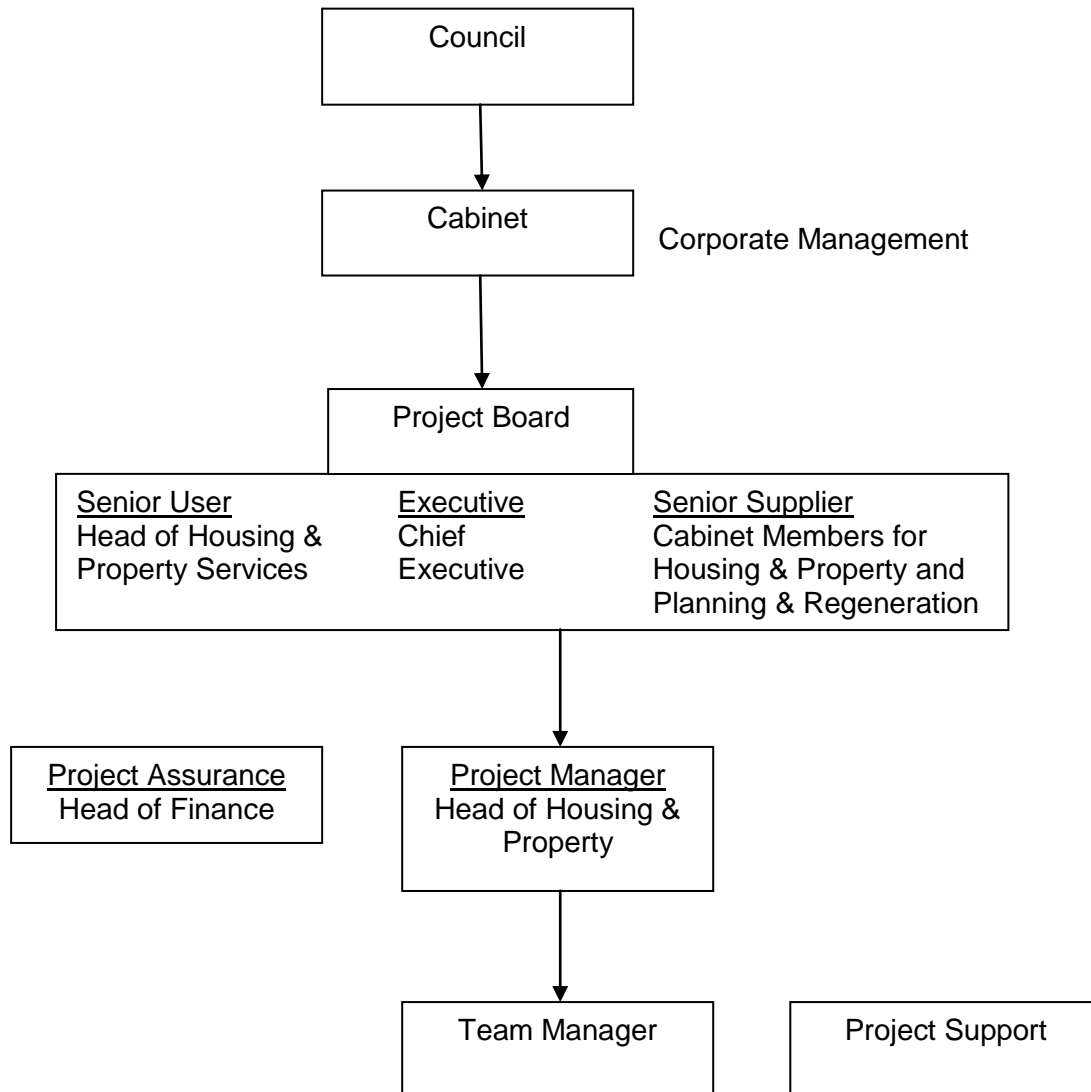 Council
Cabinet
Corporate Management
Project Board
Senior User
Head of Housing &
Property Services
Executive
Chief
Executive
Senior Supplier
Cabinet Members for
Housing & Property and
Planning & Regeneration
Project Assurance
Head of Finance
Project Manager
Head of Housing &
Property
Team Manager
Project Support